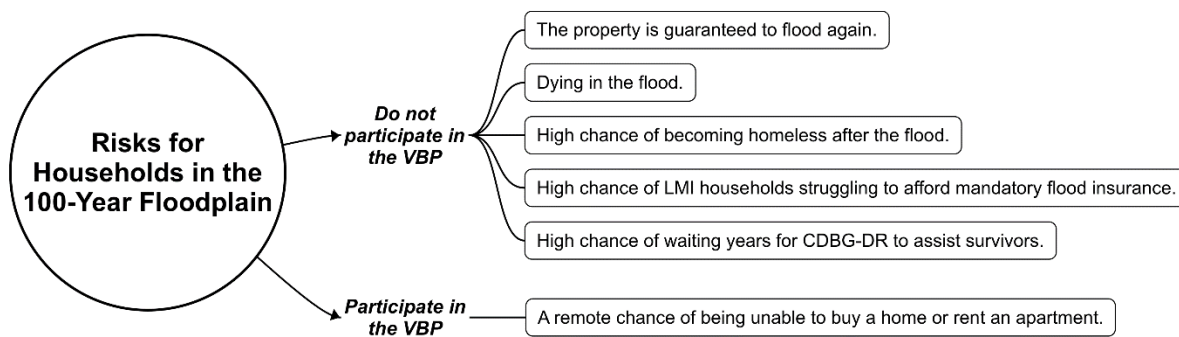 Risks for
Households in the
100-Year Floodplain
Do not
participate in
the VBP
The property is guaranteed to flood again.
Dying in the flood.
High chance of becoming homeless after the flood.
High chance of LMI households struggling to afford mandatory flood insurance.
High chance of waiting years for CDBG-DR to assist survivors.
Participate in
the VBP
A remote chance of being unable to buy a home or rent an apartment.